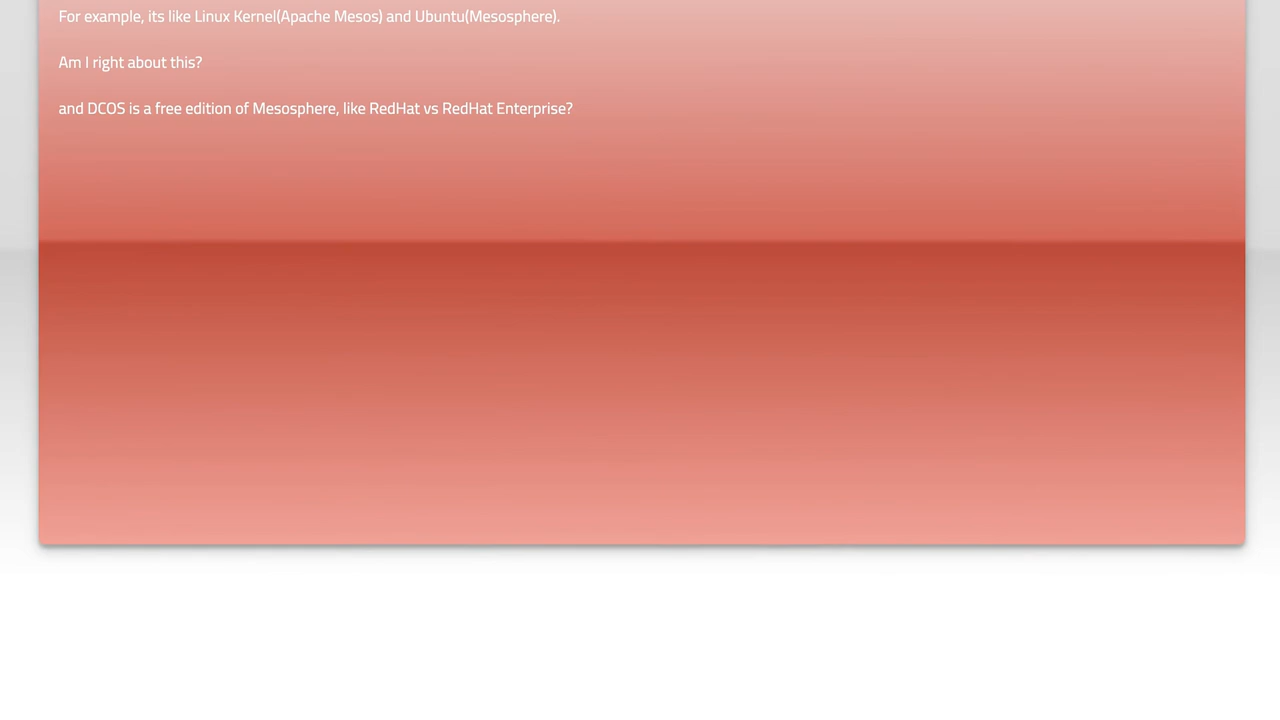 For example, its like Linux Kernel(Apache Mesos) and Ubuntu(Mesosphere).
Am I right about this?
and DCOS is a free edition of Mesosphere, like RedHat vs RedHat Enterprise?